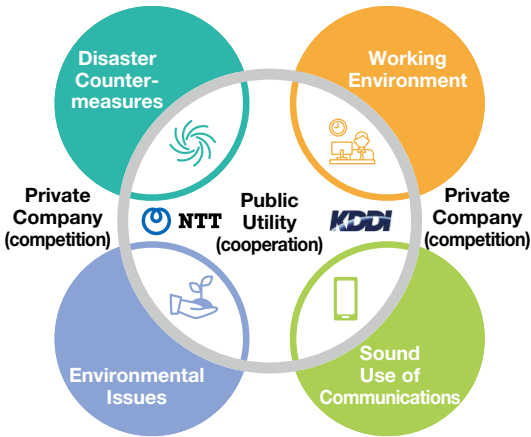 Disaster
Counter-
measures
Working
Environment
Private
Company
(competition)
NTT
Public
Utility
(cooperation)
KDDI
Private
Company
(competition)
Environmental
Issues
Sound
Use of
Communications